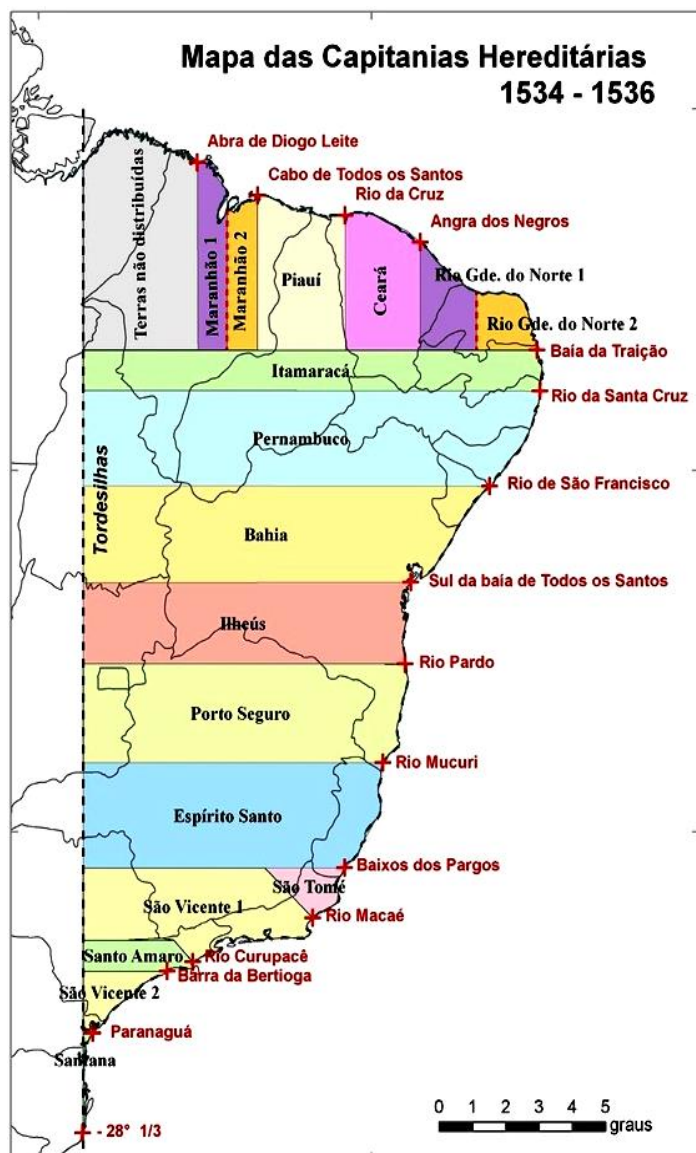 Mapa das Capitanias Hereditárias
1534 - 1536
Abra de Diogo Leite
Cabo de Todos os Santos
Rio da Cruz
Angra dos Negros
Terras não distribuídas
Maranhão 1
Maranhão 2
Piauí
Ceará
Rio Gde. do Norte 1
Rio Gde. do Norte 2
Baía da Traição
Itamaracá
Rio da Santa Cruz
Pernambuco
Tordesilhas
Rio de São Francisco
Bahia
Sul da baía de Todos os Santos
Ilheús
Rio Pardo
Porto Seguro
Rio Mucuri
Espírito Santo
Baixos dos Pargos
São Tomé
São Vicente 1
Rio Macaé
Santo Amaro
Rio Curupacê
Barra da Bertioga
São Vicente 2
Paranaguá
Santana
- 28° 1/3
0 1 2 3 4 5
graus